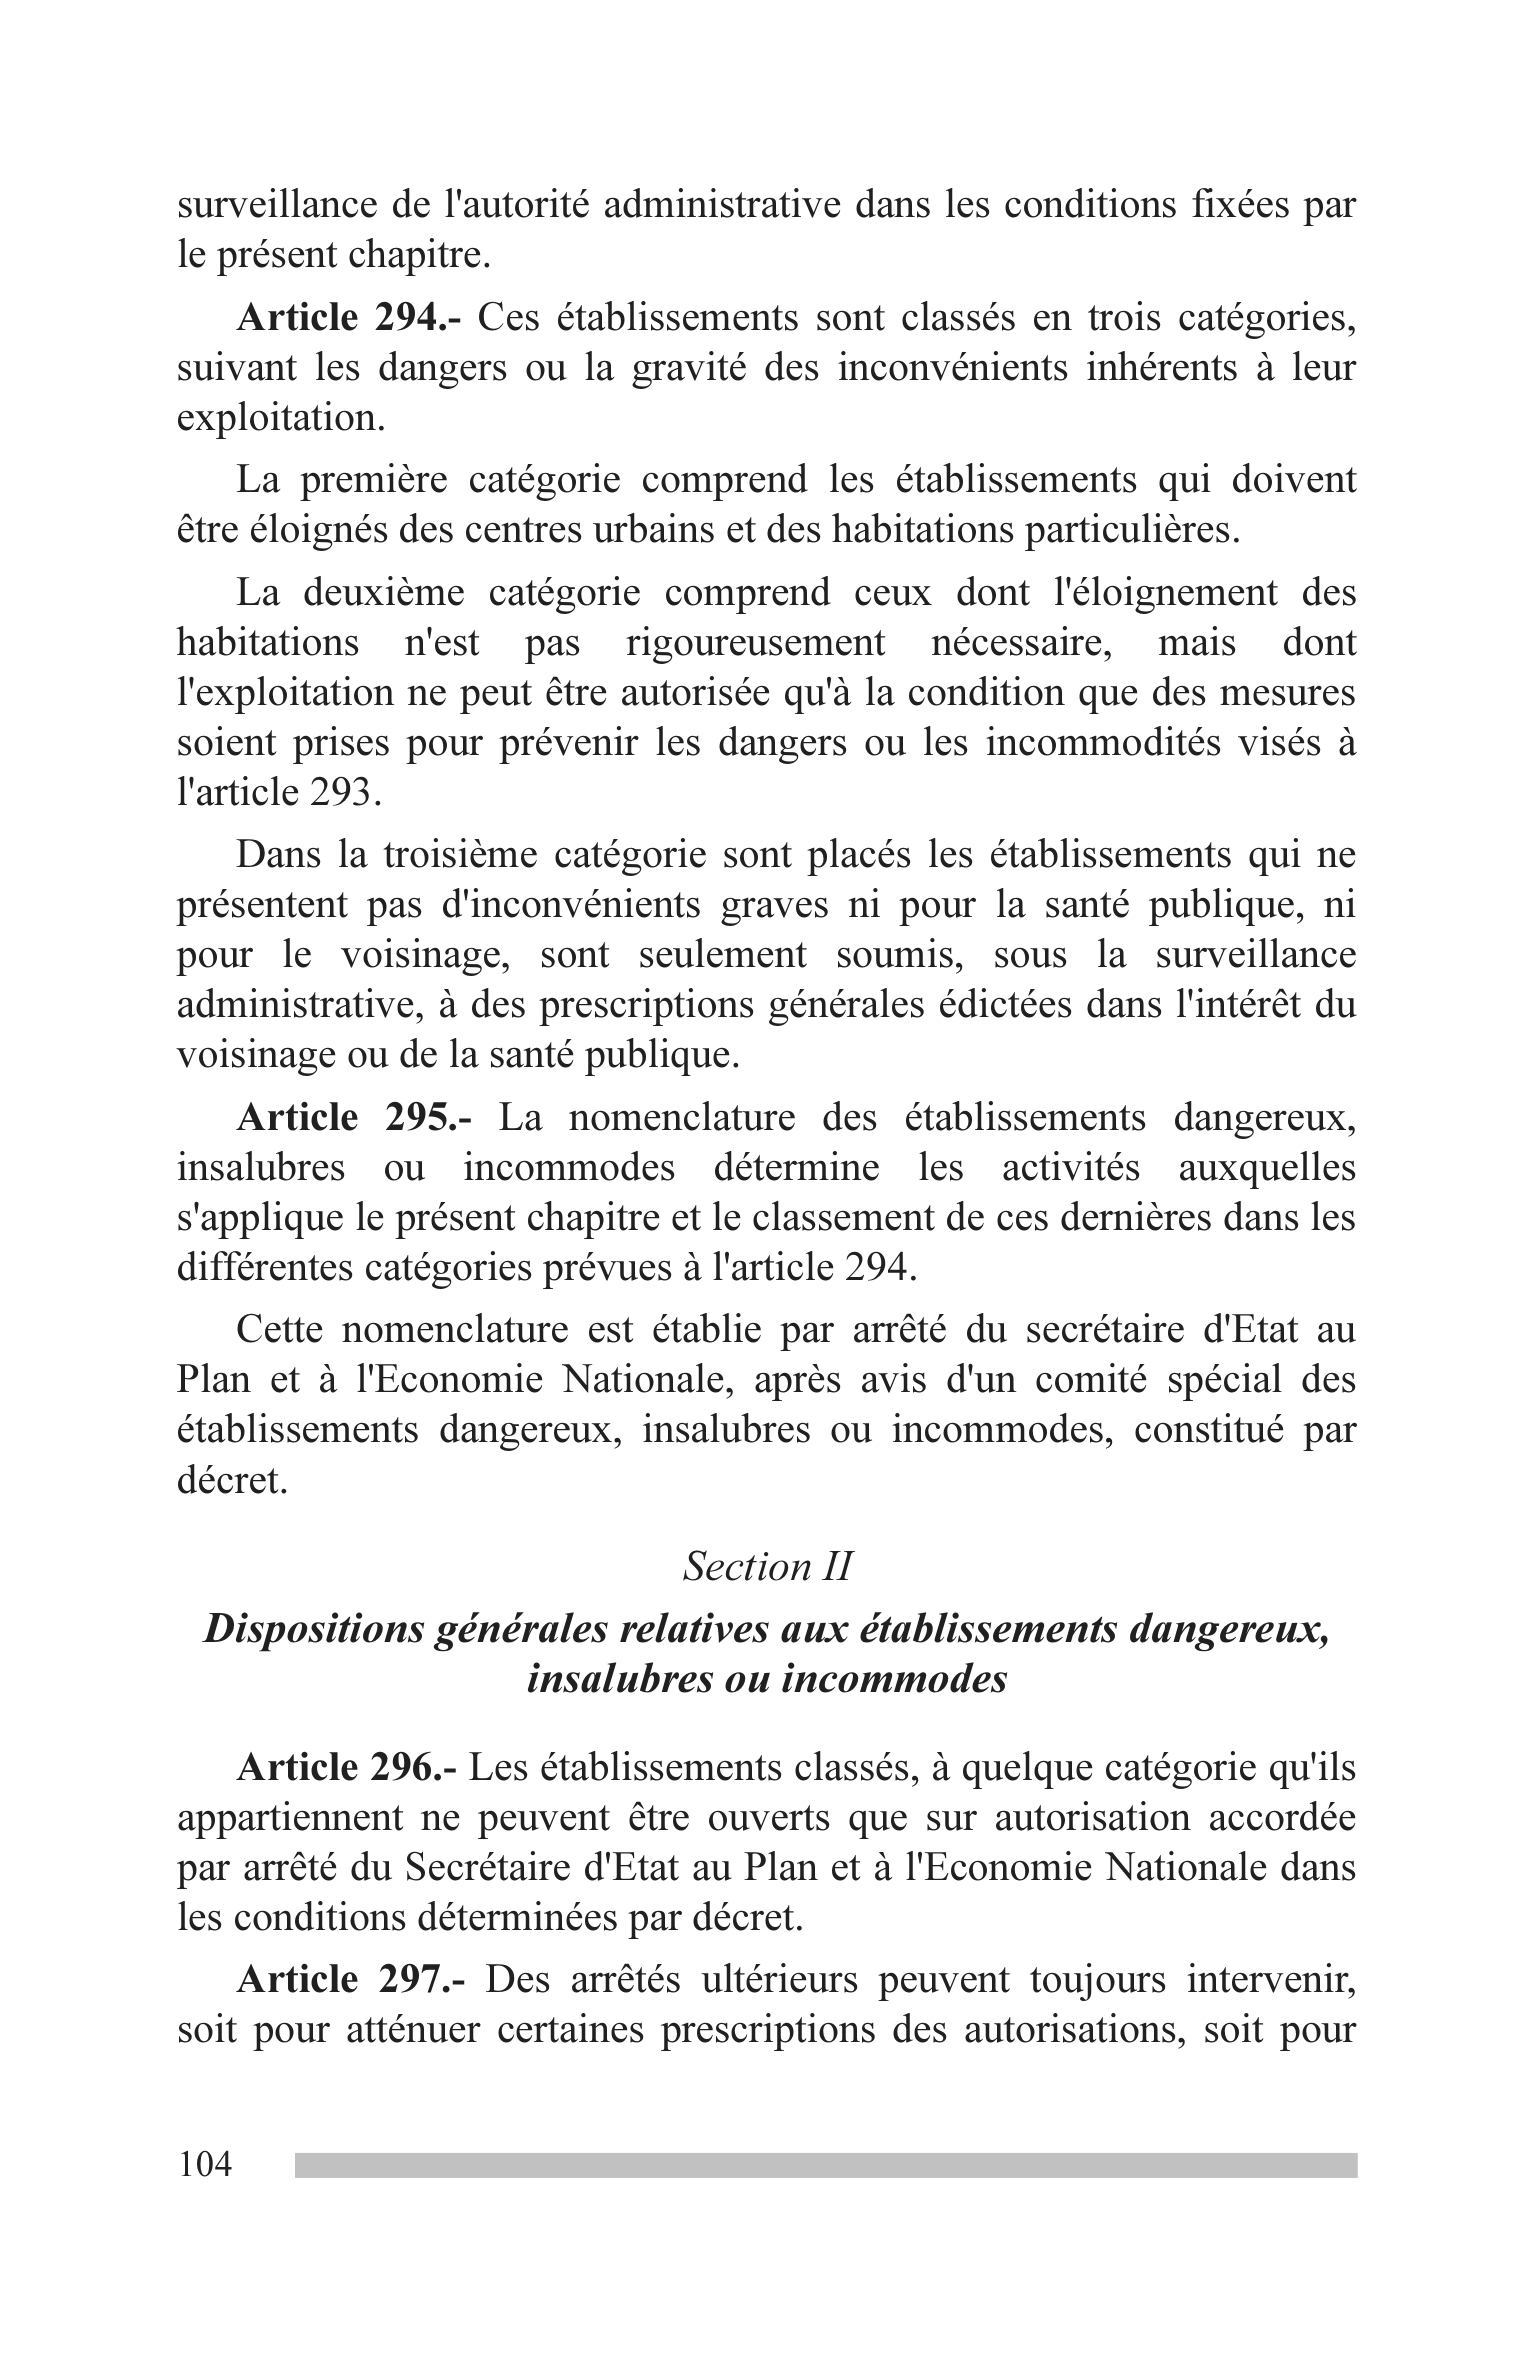 surveillance de l'autorité administrative dans les conditions fixées par
le présent chapitre.
Article 294.- Ces établissements sont classés en trois catégories,
suivant les dangers ou la gravité des inconvénients inhérents à leur
exploitation.
La première catégorie comprend les établissements qui doivent
être éloignés des centres urbains et des habitations particulières.
La deuxième catégorie comprend ceux dont l'éloignement des
habitations n'est pas rigoureusement nécessaire, mais dont
l'exploitation ne peut être autorisée qu'à la condition que des mesures
soient prises pour prévenir les dangers ou les incommodités visés à
l'article 293.
Dans la troisième catégorie sont placés les établissements qui ne
présentent pas d'inconvénients graves ni pour la santé publique, ni
pour le voisinage, sont seulement soumis, sous la surveillance
administrative, à des prescriptions générales édictées dans l'intérêt du
voisinage ou de la santé publique.
Article 295.- La nomenclature des établissements dangereux,
insalubres ou incommodes détermine les activités auxquelles
s'applique le présent chapitre et le classement de ces dernières dans les
différentes catégories prévues à l'article 294.
Cette nomenclature est établie par arrêté du secrétaire d'Etat au
Plan et à l'Economie Nationale, après avis d'un comité spécial des
établissements dangereux, insalubres ou incommodes, constitué par
décret.
Section II
Dispositions générales relatives aux établissements dangereux,
insalubres ou incommodes
Article 296.- Les établissements classés, à quelque catégorie qu'ils
appartiennent ne peuvent être ouverts que sur autorisation accordée
par arrêté du Secrétaire d'Etat au Plan et à l'Economie Nationale dans
les conditions déterminées par décret.
Article 297.- Des arrêtés ultérieurs peuvent toujours intervenir,
soit pour atténuer certaines prescriptions des autorisations, soit pour
104